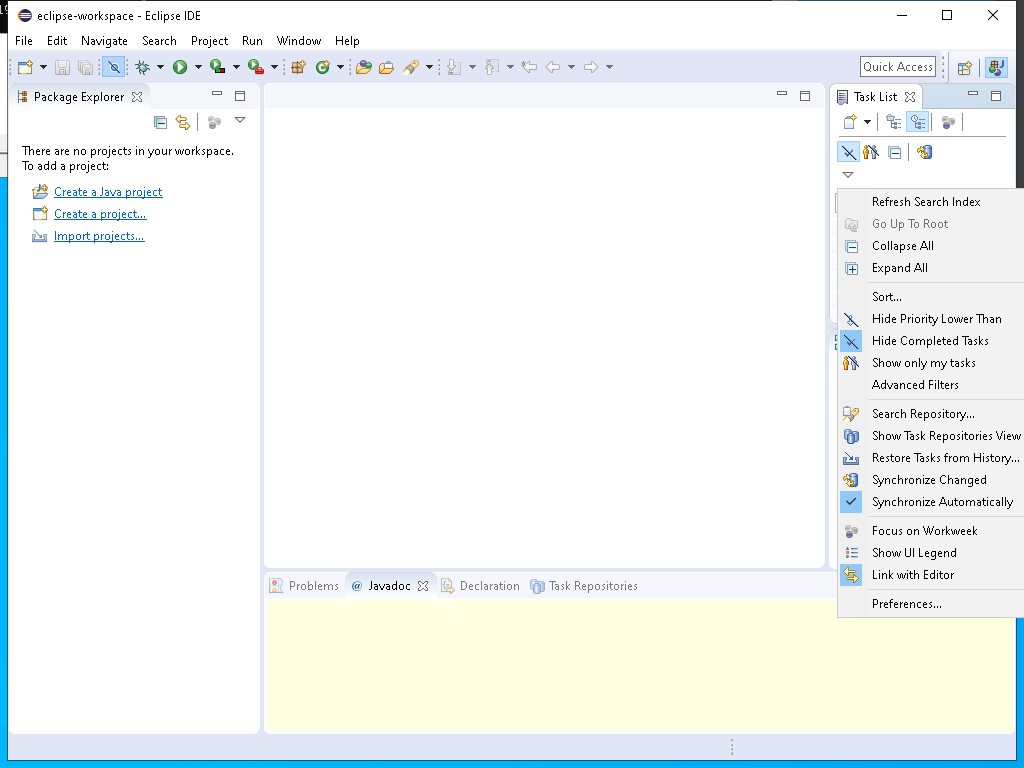 eclipse-workspace - Eclipse IDE
File Edit Navigate Search Project Run Window Help
Quick Access
Package Explorer
There are no projects in your workspace.
To add a project:
Create a Java project
Create a project...
Import projects...
Task List
Refresh Search Index
Go Up To Root
Collapse All
Expand All
Sort...
Hide Priority Lower Than
Hide Completed Tasks
Show only my tasks
Advanced Filters
Search Repository...
Show Task Repositories View
Restore Tasks from History...
Synchronize Changed
Synchronize Automatically
Focus on Workweek
Show UI Legend
Link with Editor
Preferences...
Problems @ Javadoc Declaration Task Repositories